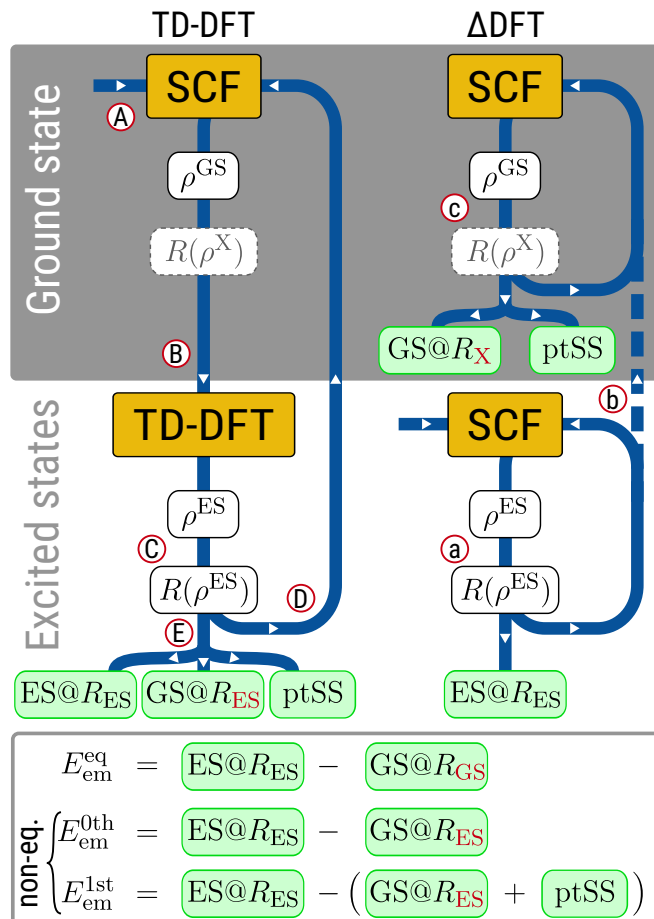 TD-DFT
ΔDFT
Ground state
SCF
SCF
A
ρ^GS
ρ^GS
c
R(ρ^X)
R(ρ^X)
B
GS@R_X
ptSS
Excited states
TD-DFT
SCF
b
ρ^ES
ρ^ES
C
a
R(ρ^ES)
R(ρ^ES)
D
E
ES@R_ES
GS@R_ES
ptSS
ES@R_ES
E_em^eq = ES@R_ES − GS@R_GS
non-eq.
E_em^0th = ES@R_ES − GS@R_ES
E_em^1st = ES@R_ES − (GS@R_ES + ptSS)